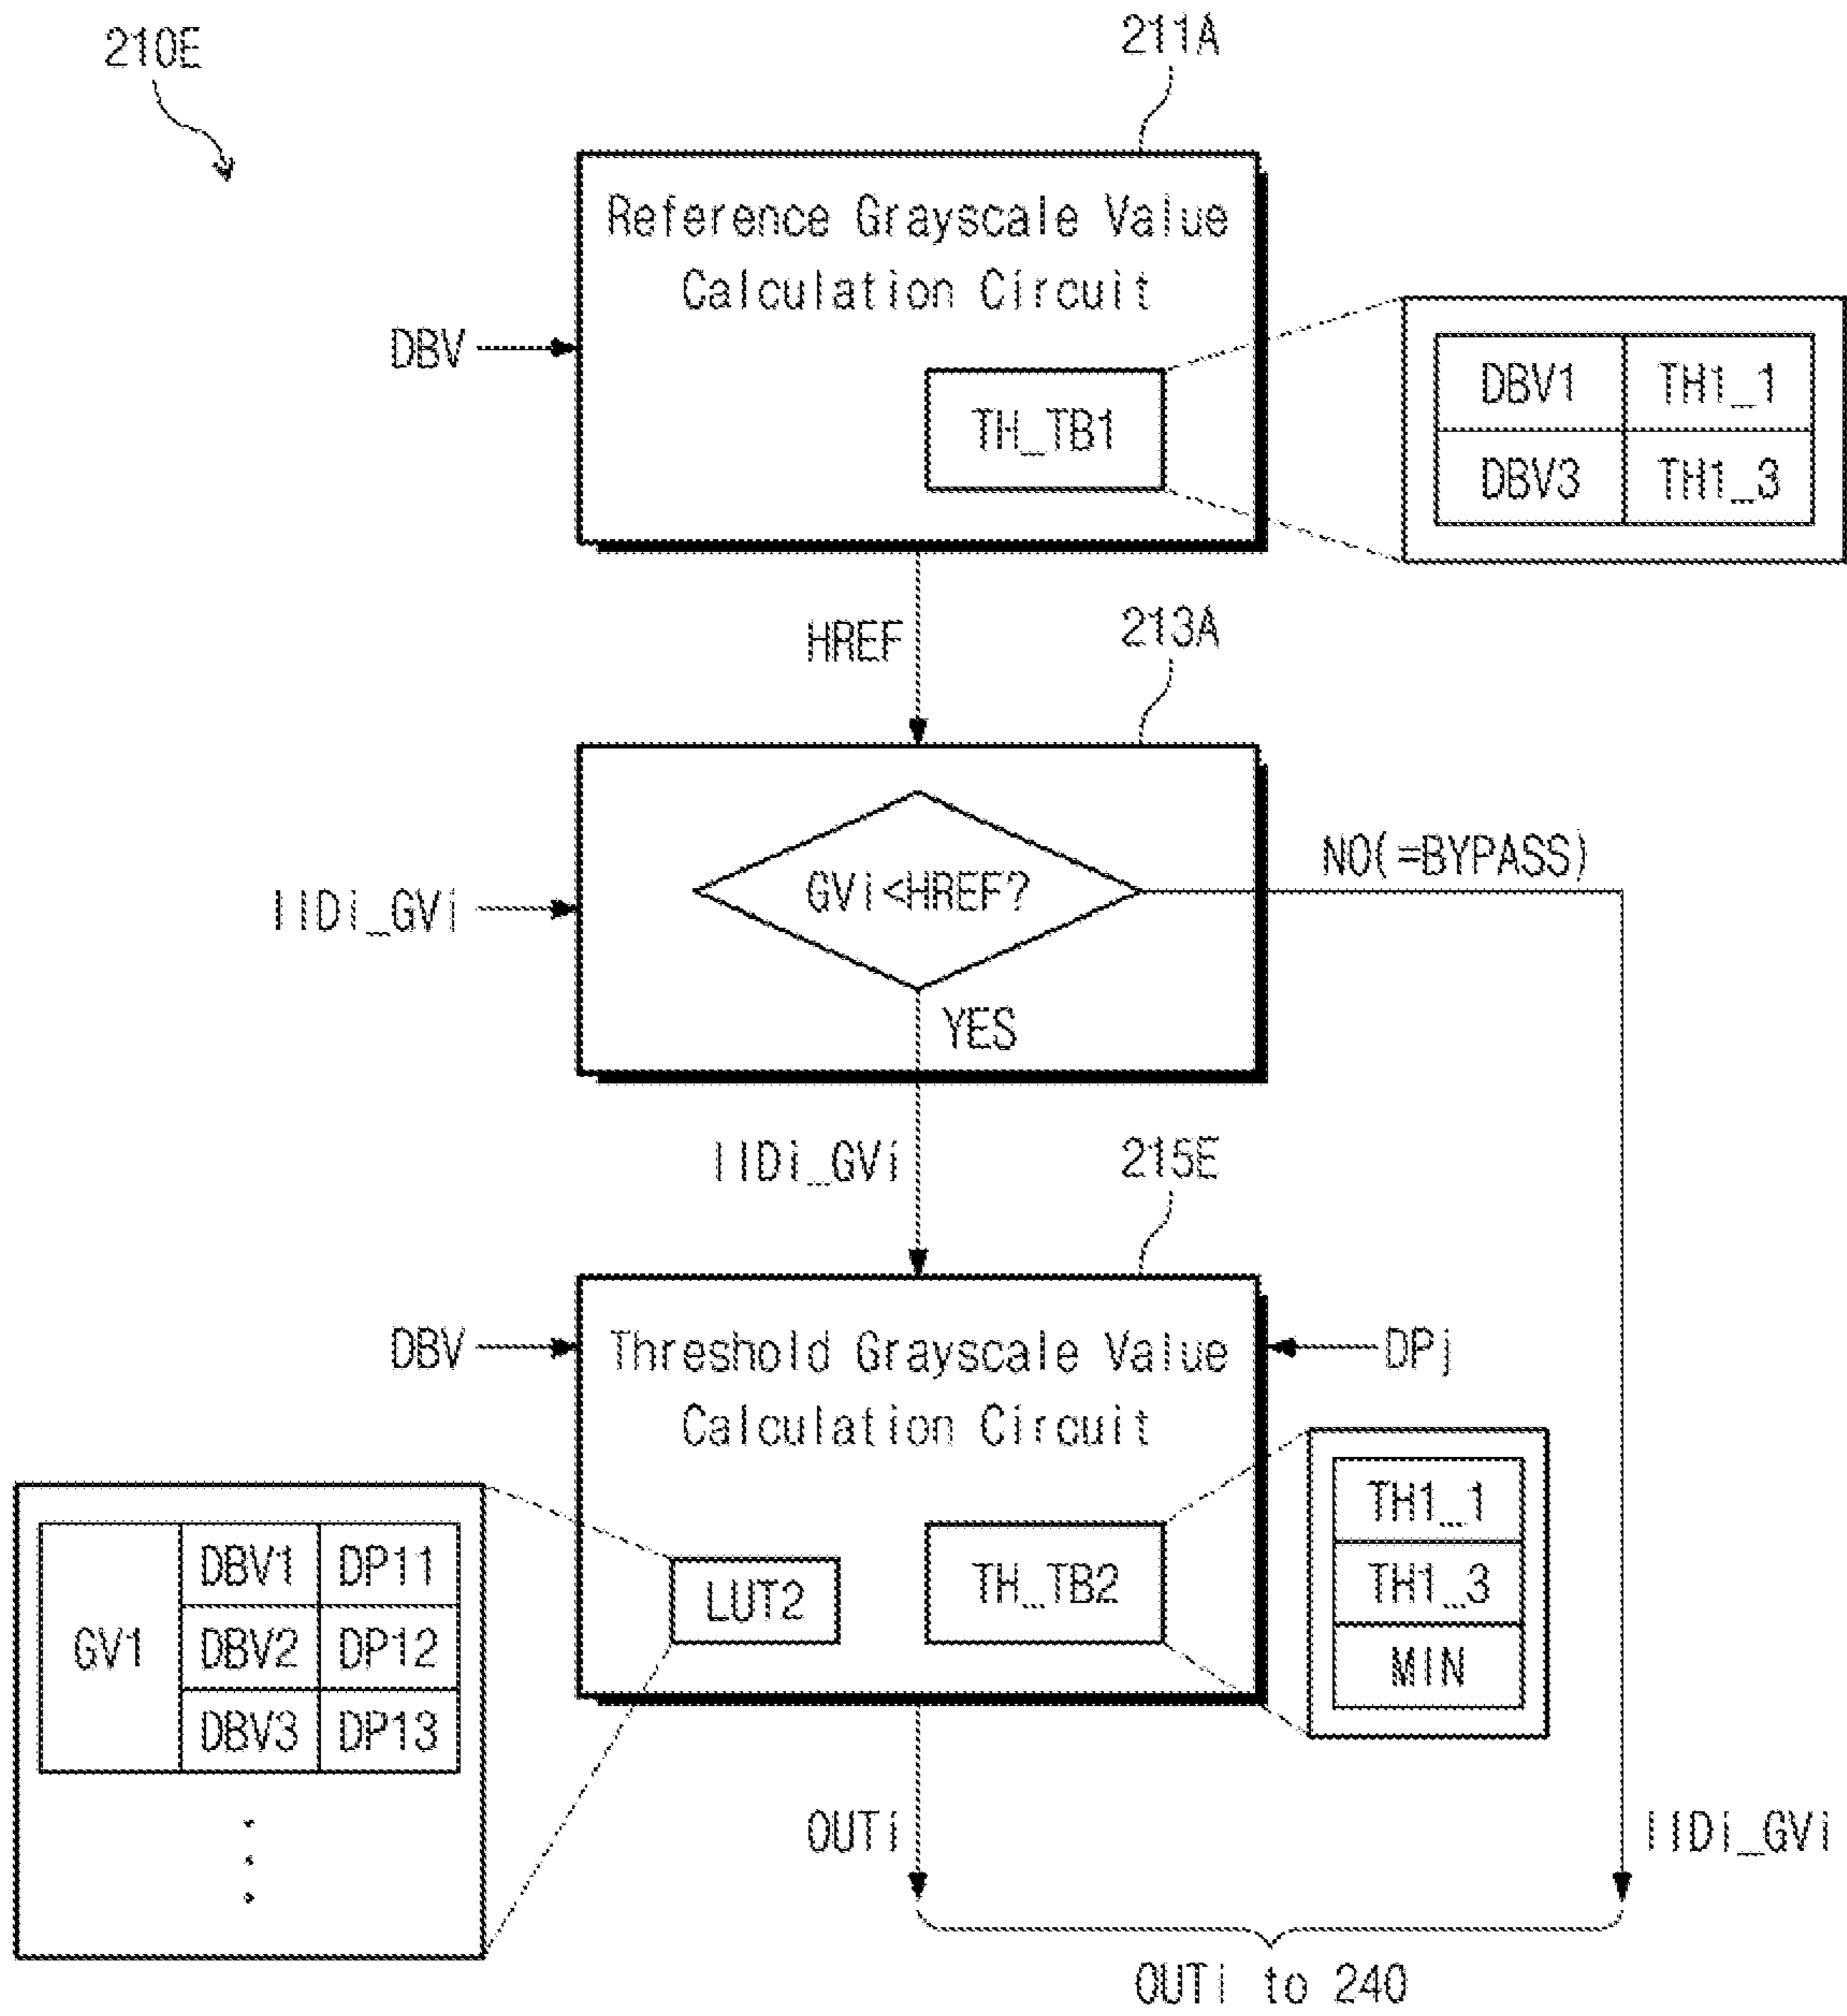 210E
211A
Reference Grayscale Value
Calculation Circuit
DBV
TH_TB1
DBV1 TH1_1
DBV3 TH1_3
HREF
213A
IIDi_GVi
GVi<HREF?
NO(=BYPASS)
YES
IIDi_GVi
215E
DBV
Threshold Grayscale Value
Calculation Circuit
DPj
LUT2
TH_TB2
TH1_1
TH1_3
MIN
GV1
DBV1 DP11
DBV2 DP12
DBV3 DP13
OUTi
IIDi_GVi
OUTi to 240